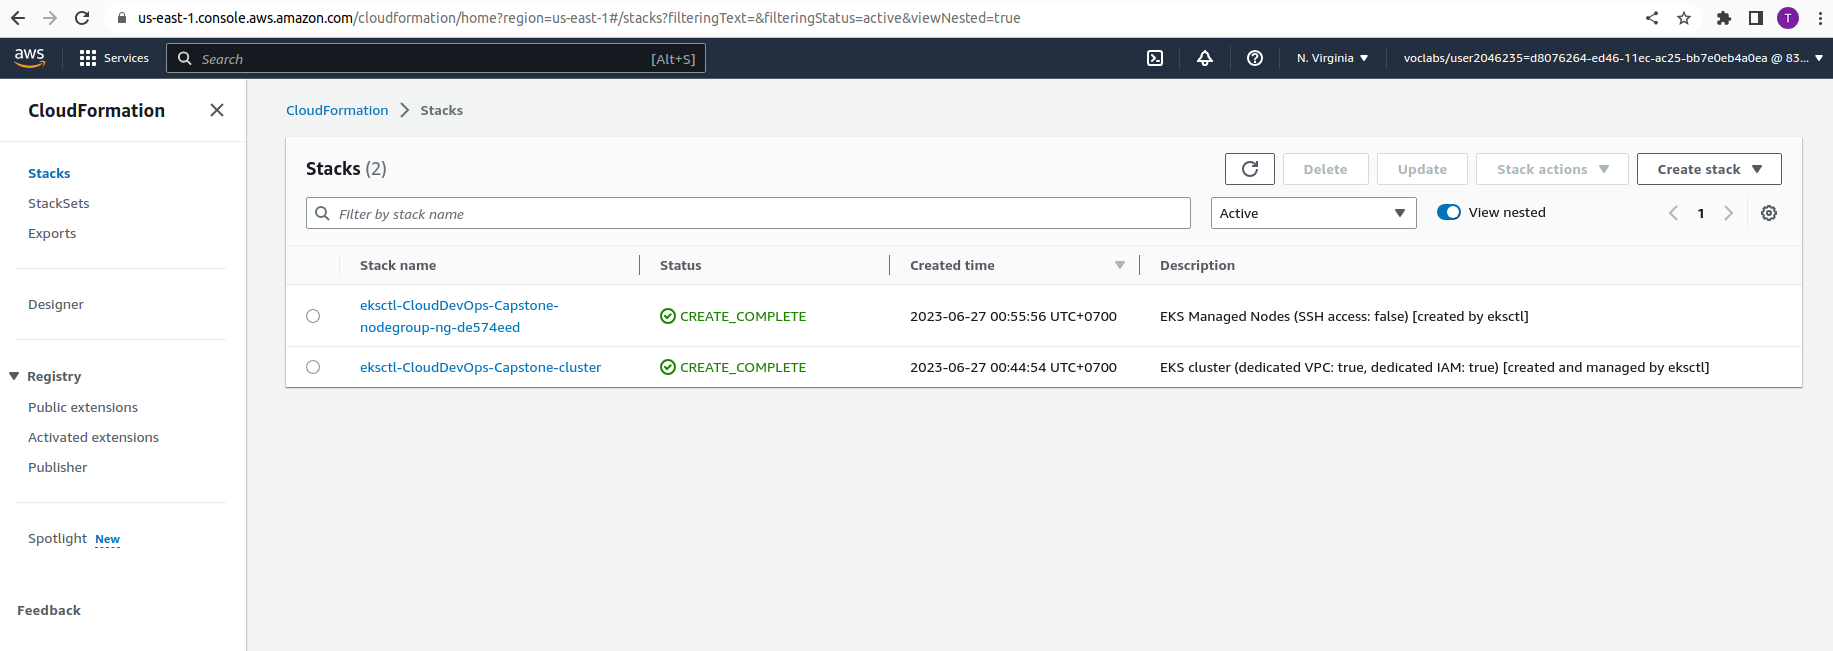 us-east-1.console.aws.amazon.com/cloudformation/home?region=us-east-1#/stacks?filteringText=&filteringStatus=active&viewNested=true
T
aws
Services
Search
[Alt+S]
N. Virginia
voclabs/user2046235=d8076264-ed46-11ec-ac25-bb7e0eb4a0ea @ 83...
CloudFormation
Stacks
StackSets
Exports
Designer
Registry
Public extensions
Activated extensions
Publisher
Spotlight New
Feedback
CloudFormation
Stacks
Stacks (2)
Delete
Update
Stack actions
Create stack
Filter by stack name
Active
View nested
1
Stack name
Status
Created time
Description
eksctl-CloudDevOps-Capstone-
nodegroup-ng-de574eed
CREATE_COMPLETE
2023-06-27 00:55:56 UTC+0700
EKS Managed Nodes (SSH access: false) [created by eksctl]
eksctl-CloudDevOps-Capstone-cluster
CREATE_COMPLETE
2023-06-27 00:44:54 UTC+0700
EKS cluster (dedicated VPC: true, dedicated IAM: true) [created and managed by eksctl]